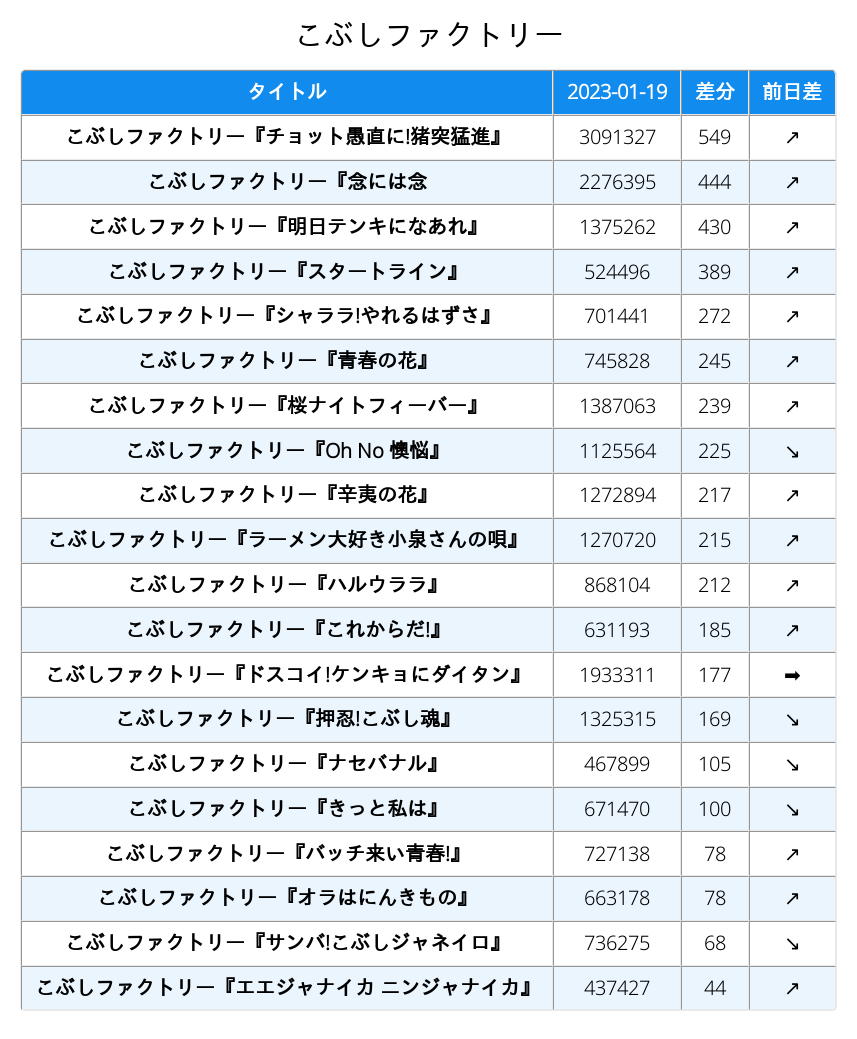 こぶしファクトリー
タイトル 2023-01-19 差分 前日差
こぶしファクトリー『チョット愚直に!猪突猛進』 3091327 549 ↗
こぶしファクトリー『念には念 2276395 444 ↗
こぶしファクトリー『明日テンキになあれ』 1375262 430 ↗
こぶしファクトリー『スタートライン』 524496 389 ↗
こぶしファクトリー『シャララ!やれるはずさ』 701441 272 ↗
こぶしファクトリー『青春の花』 745828 245 ↗
こぶしファクトリー『桜ナイトフィーバー』 1387063 239 ↗
こぶしファクトリー『Oh No 懊悩』 1125564 225 ↘
こぶしファクトリー『辛夷の花』 1272894 217 ↗
こぶしファクトリー『ラーメン大好き小泉さんの唄』 1270720 215 ↗
こぶしファクトリー『ハルウララ』 868104 212 ↗
こぶしファクトリー『これからだ!』 631193 185 ↗
こぶしファクトリー『ドスコイ!ケンキョにダイタン』 1933311 177 ➡
こぶしファクトリー『押忍!こぶし魂』 1325315 169 ↘
こぶしファクトリー『ナセバナル』 467899 105 ↘
こぶしファクトリー『きっと私は』 671470 100 ↘
こぶしファクトリー『バッチ来い青春!』 727138 78 ↗
こぶしファクトリー『オラはにんきもの』 663178 78 ↗
こぶしファクトリー『サンバ!こぶしジャネイロ』 736275 68 ↘
こぶしファクトリー『エエジャナイカ ニンジャナイカ』 437427 44 ↗